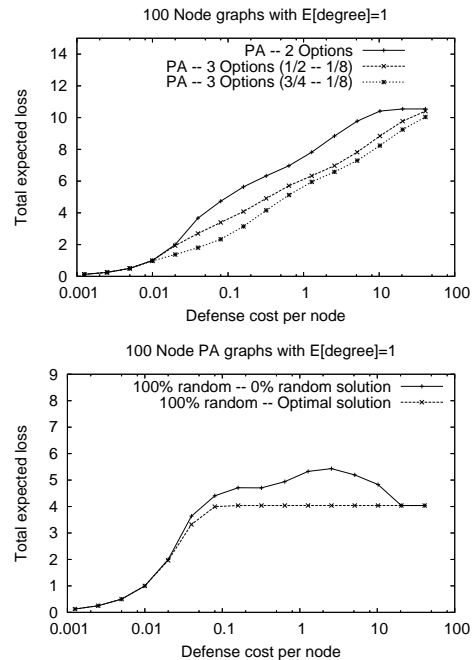 100 Node graphs with E[degree]=1
PA -- 2 Options
PA -- 3 Options (1/2 -- 1/8)
PA -- 3 Options (3/4 -- 1/8)
Total expected loss
14
12
10
8
6
4
2
0
0.001 0.01 0.1 1 10 100
Defense cost per node
100 Node PA graphs with E[degree]=1
100% random -- 0% random solution
100% random -- Optimal solution
Total expected loss
9
8
7
6
5
4
3
2
1
0
0.001 0.01 0.1 1 10 100
Defense cost per node